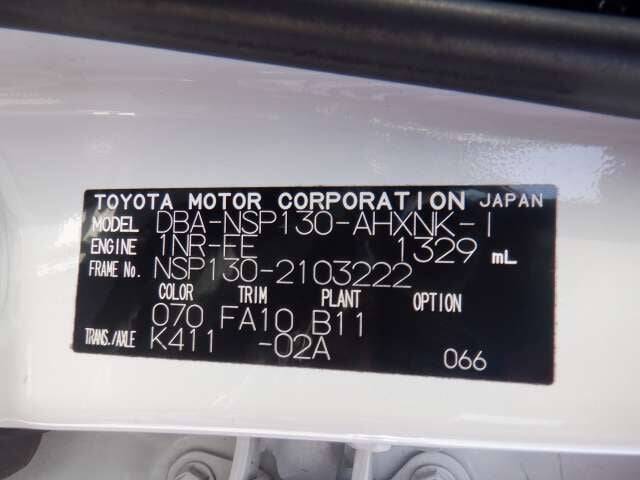 TOYOTA MOTOR CORPORATION JAPAN
MODEL DBA-NSP130-AHXNK-I
ENGINE 1NR-EE 1329 mL
FRAME No. NSP130-2103222
COLOR TRIM PLANT OPTION
070 FA10 B11
TRANS./AXLE K411 -02A 066